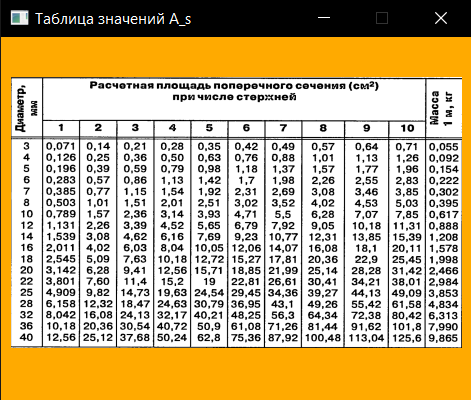 Таблица значений A_s
Диаметр, мм
Расчетная площадь поперечного сечения (см²)
при числе стержней
Масса 1 м, кг
1 2 3 4 5 6 7 8 9 10
3 0,071 0,14 0,21 0,28 0,35 0,42 0,49 0,57 0,64 0,71 0,055
4 0,126 0,25 0,36 0,50 0,63 0,76 0,88 1,01 1,13 1,26 0,092
5 0,196 0,39 0,59 0,79 0,98 1,18 1,37 1,57 1,77 1,96 0,154
6 0,283 0,57 0,86 1,13 1,42 1,7 1,98 2,26 2,55 2,83 0,222
7 0,385 0,77 1,15 1,54 1,92 2,31 2,69 3,08 3,46 3,85 0,302
8 0,503 1,01 1,51 2,01 2,51 3,02 3,52 4,02 4,53 5,03 0,395
10 0,789 1,57 2,36 3,14 3,93 4,71 5,5 6,28 7,07 7,85 0,617
12 1,131 2,26 3,39 4,52 5,65 6,79 7,92 9,05 10,18 11,31 0,888
14 1,539 3,08 4,62 6,16 7,69 9,23 10,77 12,31 13,85 15,39 1,208
16 2,011 4,02 6,03 8,04 10,05 12,06 14,07 16,08 18,1 20,11 1,578
18 2,545 5,09 7,63 10,18 12,72 15,27 17,81 20,36 22,9 25,45 1,998
20 3,142 6,28 9,41 12,56 15,71 18,85 21,99 25,14 28,28 31,42 2,466
22 3,801 7,60 11,4 15,2 19 22,81 26,61 30,41 34,21 38,01 2,984
25 4,909 9,82 14,73 19,63 24,54 29,45 34,36 39,27 44,13 49,09 3,853
28 6,158 12,32 18,47 24,63 30,79 36,95 43,1 49,26 55,42 61,58 4,834
32 8,042 16,08 24,13 32,17 40,21 48,25 56,3 64,34 72,38 80,42 6,313
36 10,18 20,36 30,54 40,72 50,9 61,08 71,26 81,44 91,62 101,8 7,990
40 12,56 25,12 37,68 50,24 62,8 75,36 87,92 100,48 113,04 125,6 9,865